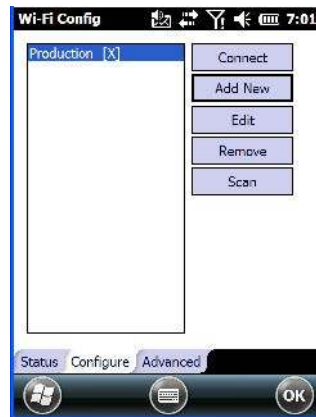 Wi-Fi Config 7:01
Production [X]
Connect
Add New
Edit
Remove
Scan
Status Configure Advanced
OK